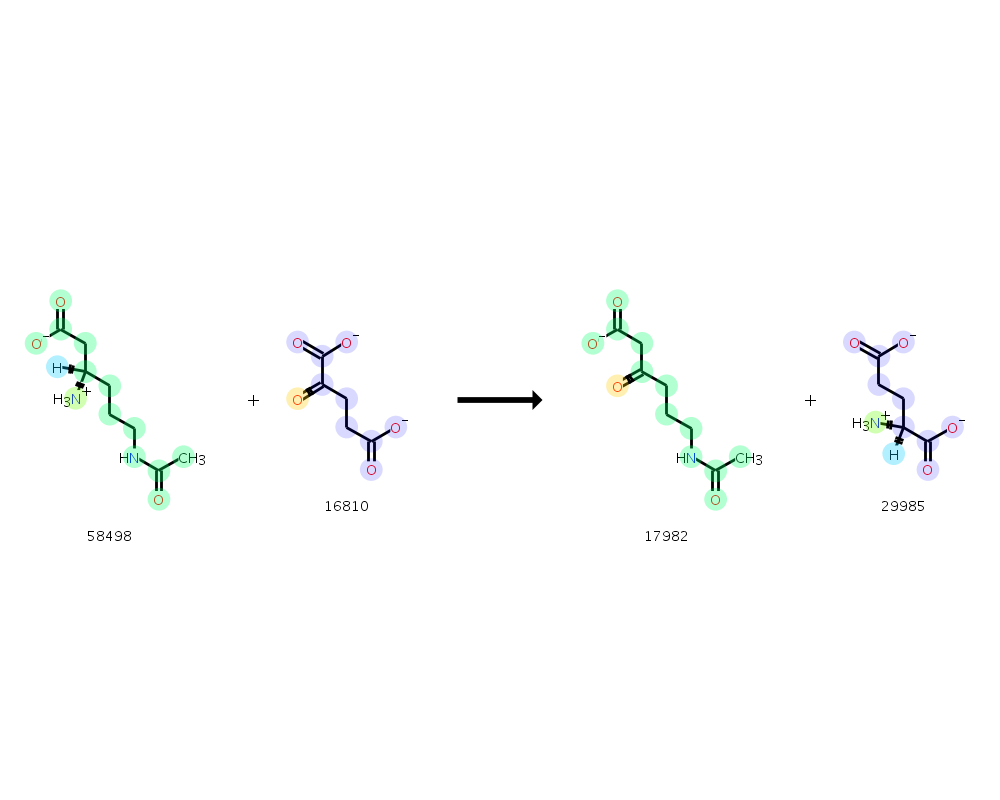 O O O O⁻
O⁻ O
H H₃N⁺ + O O⁻ O⁻ + H₃N⁺ O⁻
O H
HN CH3 O HN CH3 O
O O
16810 29985
58498 17982